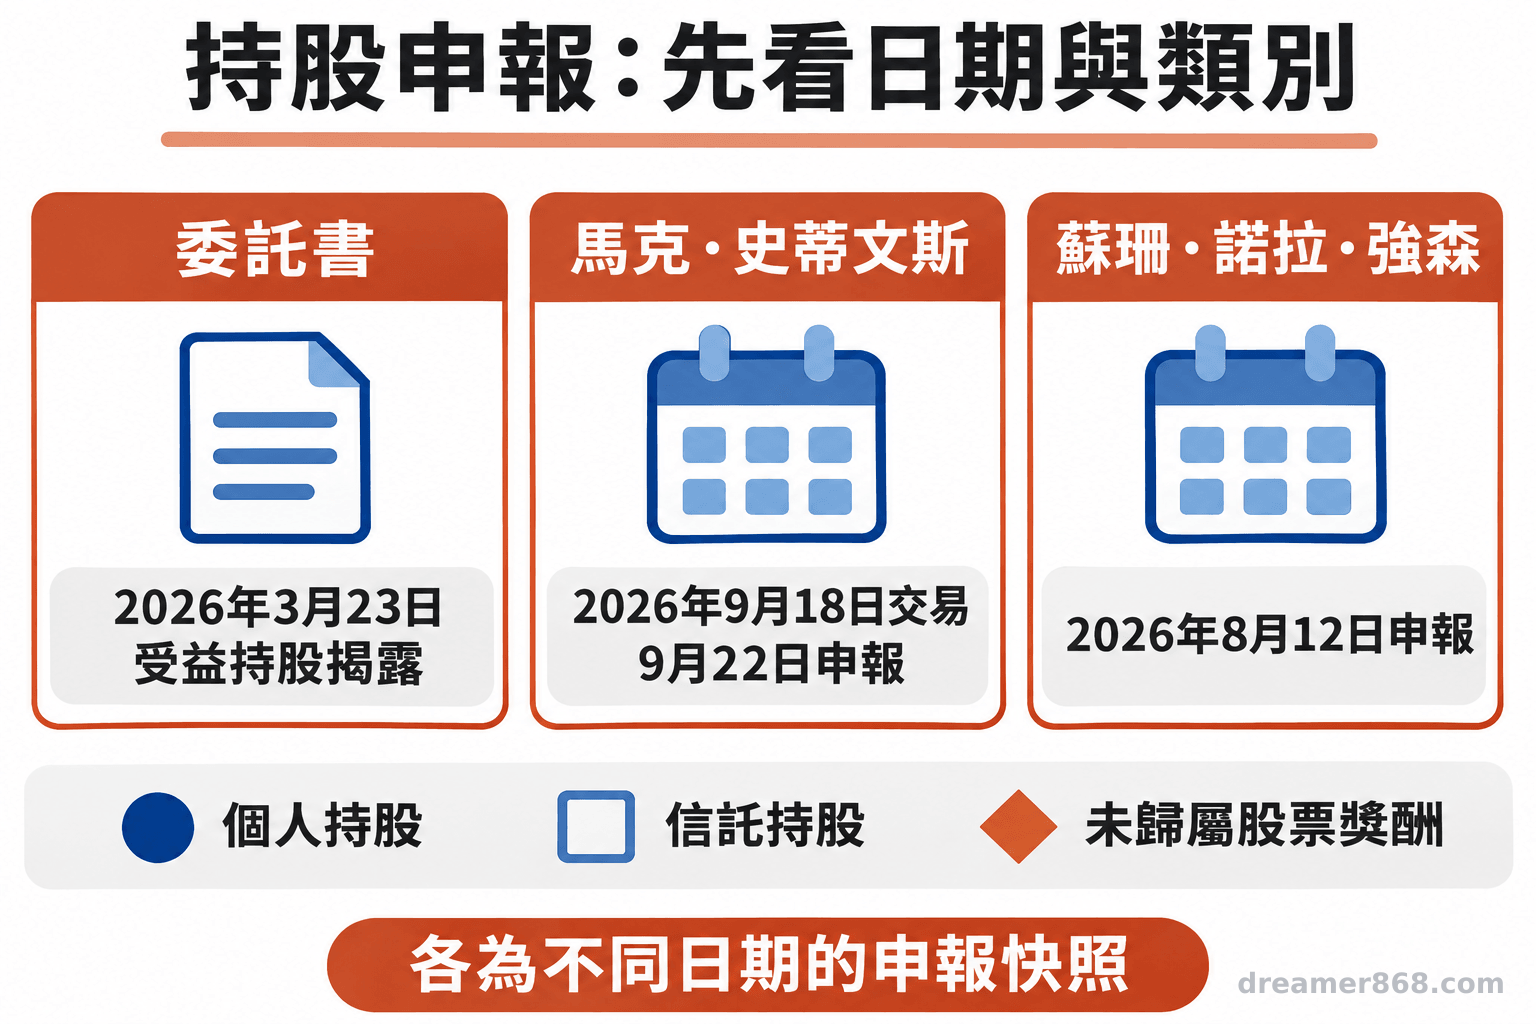 持股申報：先看日期與類別
委託書
2026年3月23日
受益持股揭露
馬克·史蒂文斯
2026年9月18日交易
9月22日申報
蘇珊·諾拉·強森
2026年8月12日申報
個人持股
信託持股
未歸屬股票獎酬
各為不同日期的申報快照
dreamer868.com